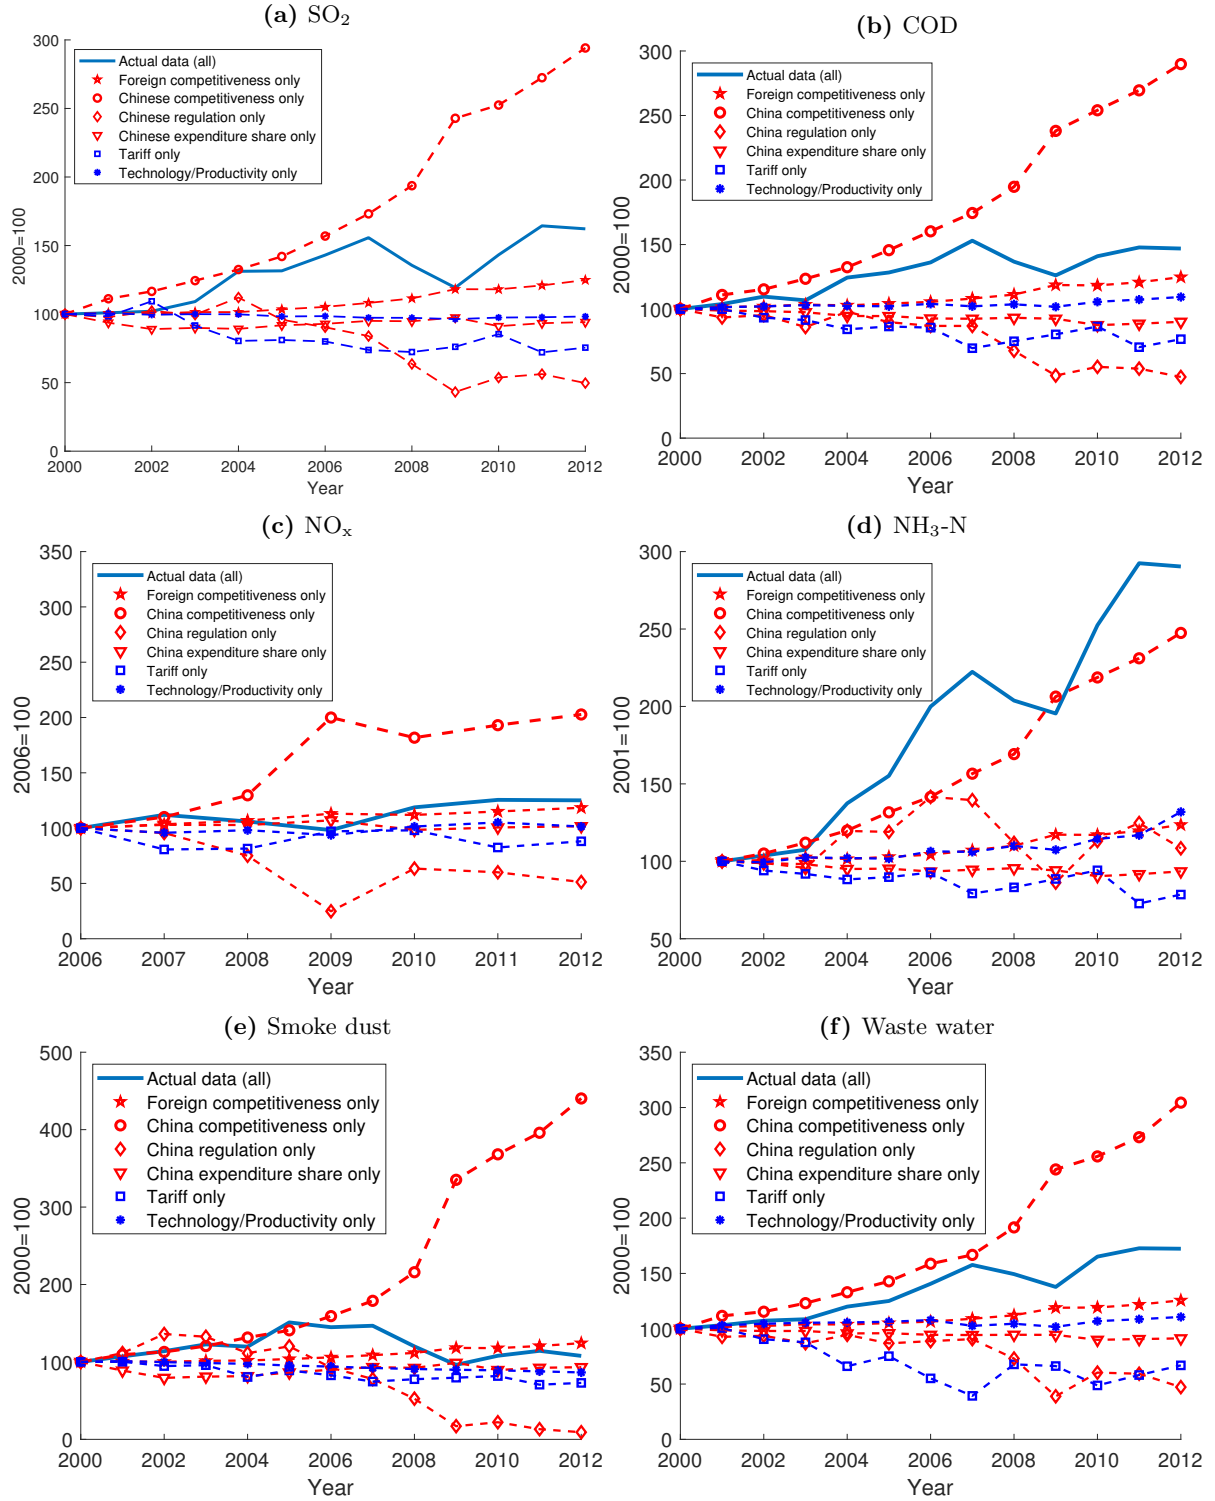 (a) SO2
300
250
200
150
100
50
0
2000=100
Actual data (all)
Foreign competitiveness only
Chinese competitiveness only
Chinese regulation only
Chinese expenditure share only
Tariff only
Technology/Productivity only
2000 2002 2004 2006 2008 2010 2012
Year
(b) COD
300
250
200
150
100
50
0
2000=100
Actual data (all)
Foreign competitiveness only
China competitiveness only
China regulation only
China expenditure share only
Tariff only
Technology/Productivity only
2000 2002 2004 2006 2008 2010 2012
Year
(c) NOx
350
300
250
200
150
100
50
0
2006=100
Actual data (all)
Foreign competitiveness only
China competitiveness only
China regulation only
China expenditure share only
Tariff only
Technology/Productivity only
2006 2007 2008 2009 2010 2011 2012
Year
(d) NH3-N
300
250
200
150
100
50
2001=100
Actual data (all)
Foreign competitiveness only
China competitiveness only
China regulation only
China expenditure share only
Tariff only
Technology/Productivity only
2000 2002 2004 2006 2008 2010 2012
Year
(e) Smoke dust
500
400
300
200
100
0
2000=100
Actual data (all)
Foreign competitiveness only
China competitiveness only
China regulation only
China expenditure share only
Tariff only
Technology/Productivity only
2000 2002 2004 2006 2008 2010 2012
Year
(f) Waste water
350
300
250
200
150
100
50
0
2000=100
Actual data (all)
Foreign competitiveness only
China competitiveness only
China regulation only
China expenditure share only
Tariff only
Technology/Productivity only
2000 2002 2004 2006 2008 2010 2012
Year